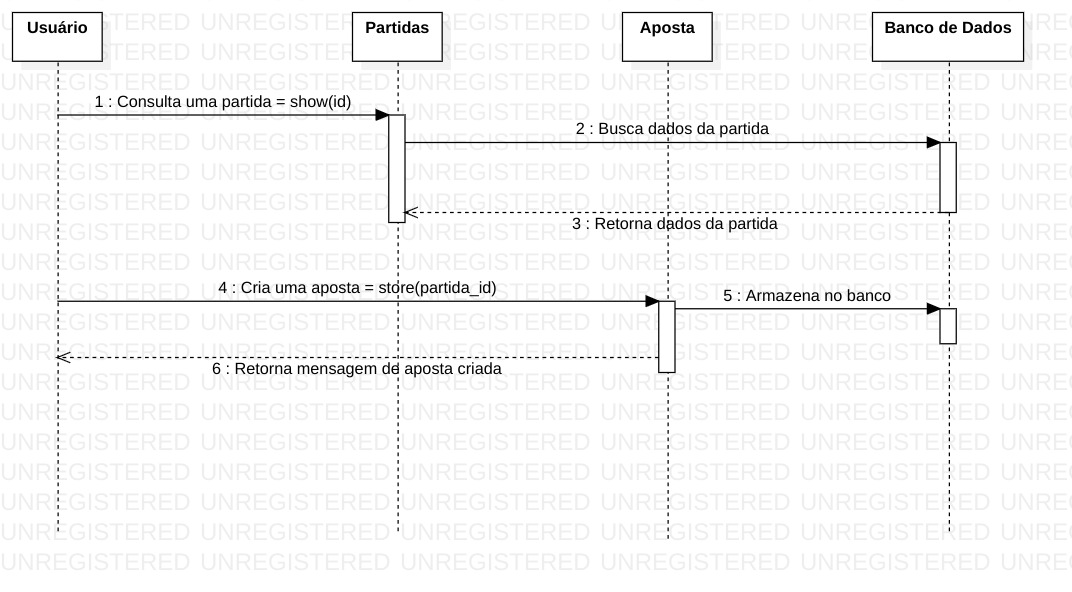 Usuário
Partidas
Aposta
Banco de Dados
1 : Consulta uma partida = show(id)
2 : Busca dados da partida
3 : Retorna dados da partida
4 : Cria uma aposta = store(partida_id)
5 : Armazena no banco
6 : Retorna mensagem de aposta criada
UNREGISTERED UNREGISTERED UNREGISTERED UNREGISTERED UNREGISTERED